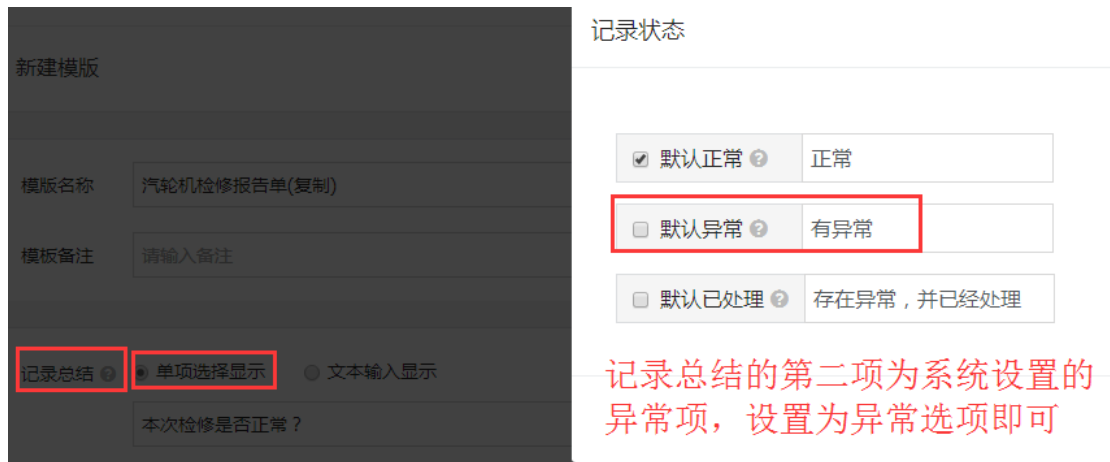 新建模版
模版名称 汽轮机检修报告单(复制)
模板备注 请输入备注
记录总结 单项选择显示 文本输入显示
本次检修是否正常？
记录状态
默认正常 正常
默认异常 有异常
默认已处理 存在异常，并已经处理
记录总结的第二项为系统设置的
异常项，设置为异常选项即可